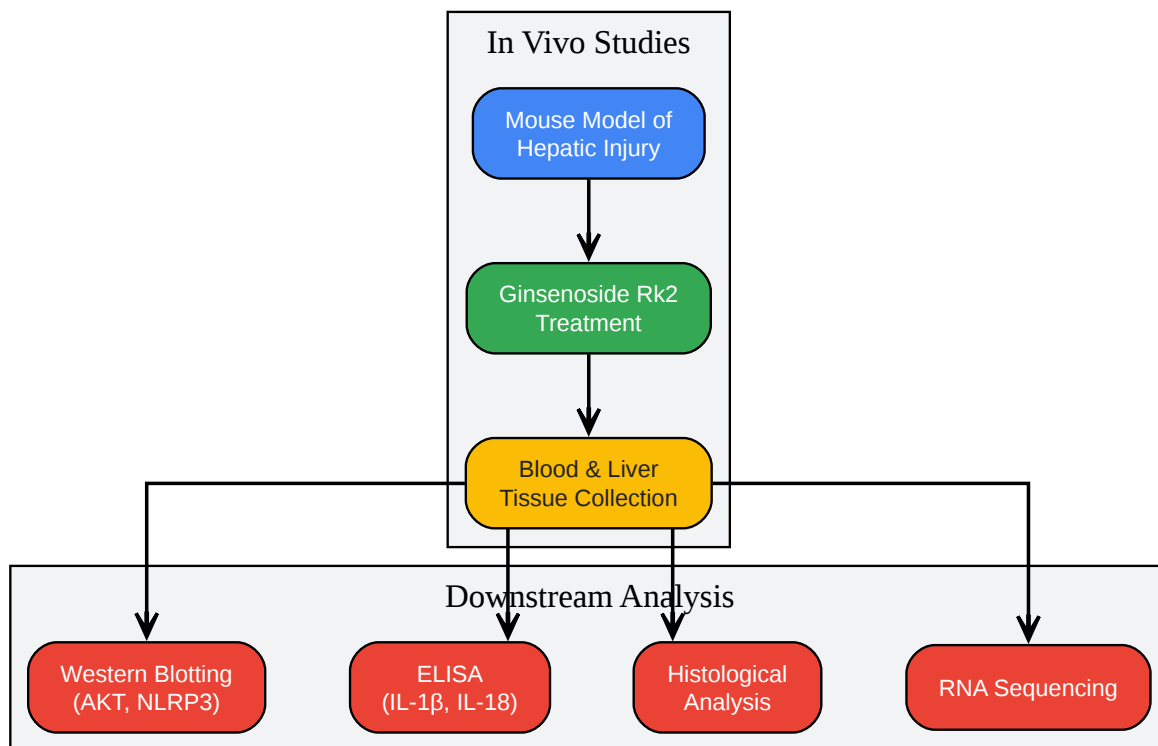 In Vivo Studies
Mouse Model of
Hepatic Injury
Ginsenoside Rk2
Treatment
Blood & Liver
Tissue Collection
Downstream Analysis
Western Blotting
(AKT, NLRP3)
ELISA
(IL-1β, IL-18)
Histological
Analysis
RNA Sequencing